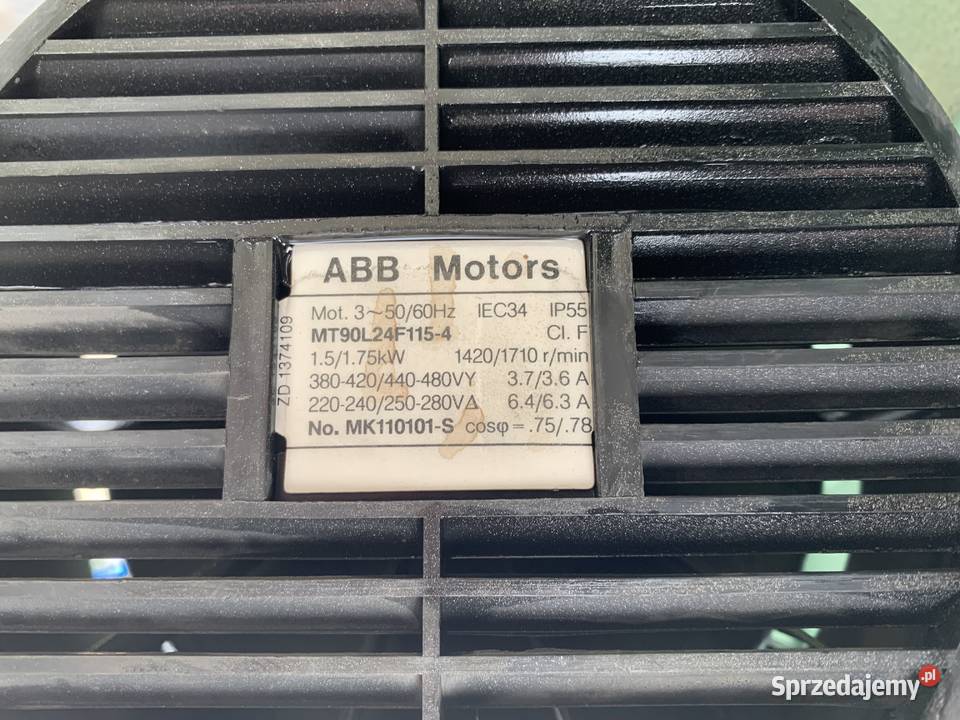 ABB Motors
Mot. 3~50/60Hz IEC34 IP55
MT90L24F115-4 Cl. F
1.5/1.75kW 1420/1710 r/min
380-420/440-480VY 3.7/3.6 A
220-240/250-280V∆ 6.4/6.3 A
No. MK110101-S cosφ = .75/.78
ZD 1374109
Sprzedajemy.pl